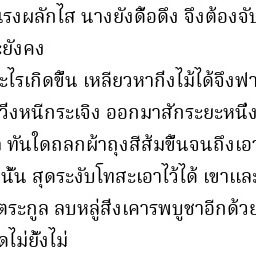 แรงผลักไส นางยังดื้อดึง จึงต้องจับ
ะยังคง
ะไรเกิดขึ้น เหลียวหากิ่งไม้ได้จึงฟา
วิ่งหนีกระเจิง ออกมาสักระยะหนึ่ง
ทันใดถลกผ้าถุงสีส้มขึ้นจนถึงเอว
นั้น สุดระงับโทสะเอาไว้ได้ เขาและ
ตระกูล ลบหลู่สิ่งเคารพบูชาอีกด้วย
ดไม่ยั้งไม่